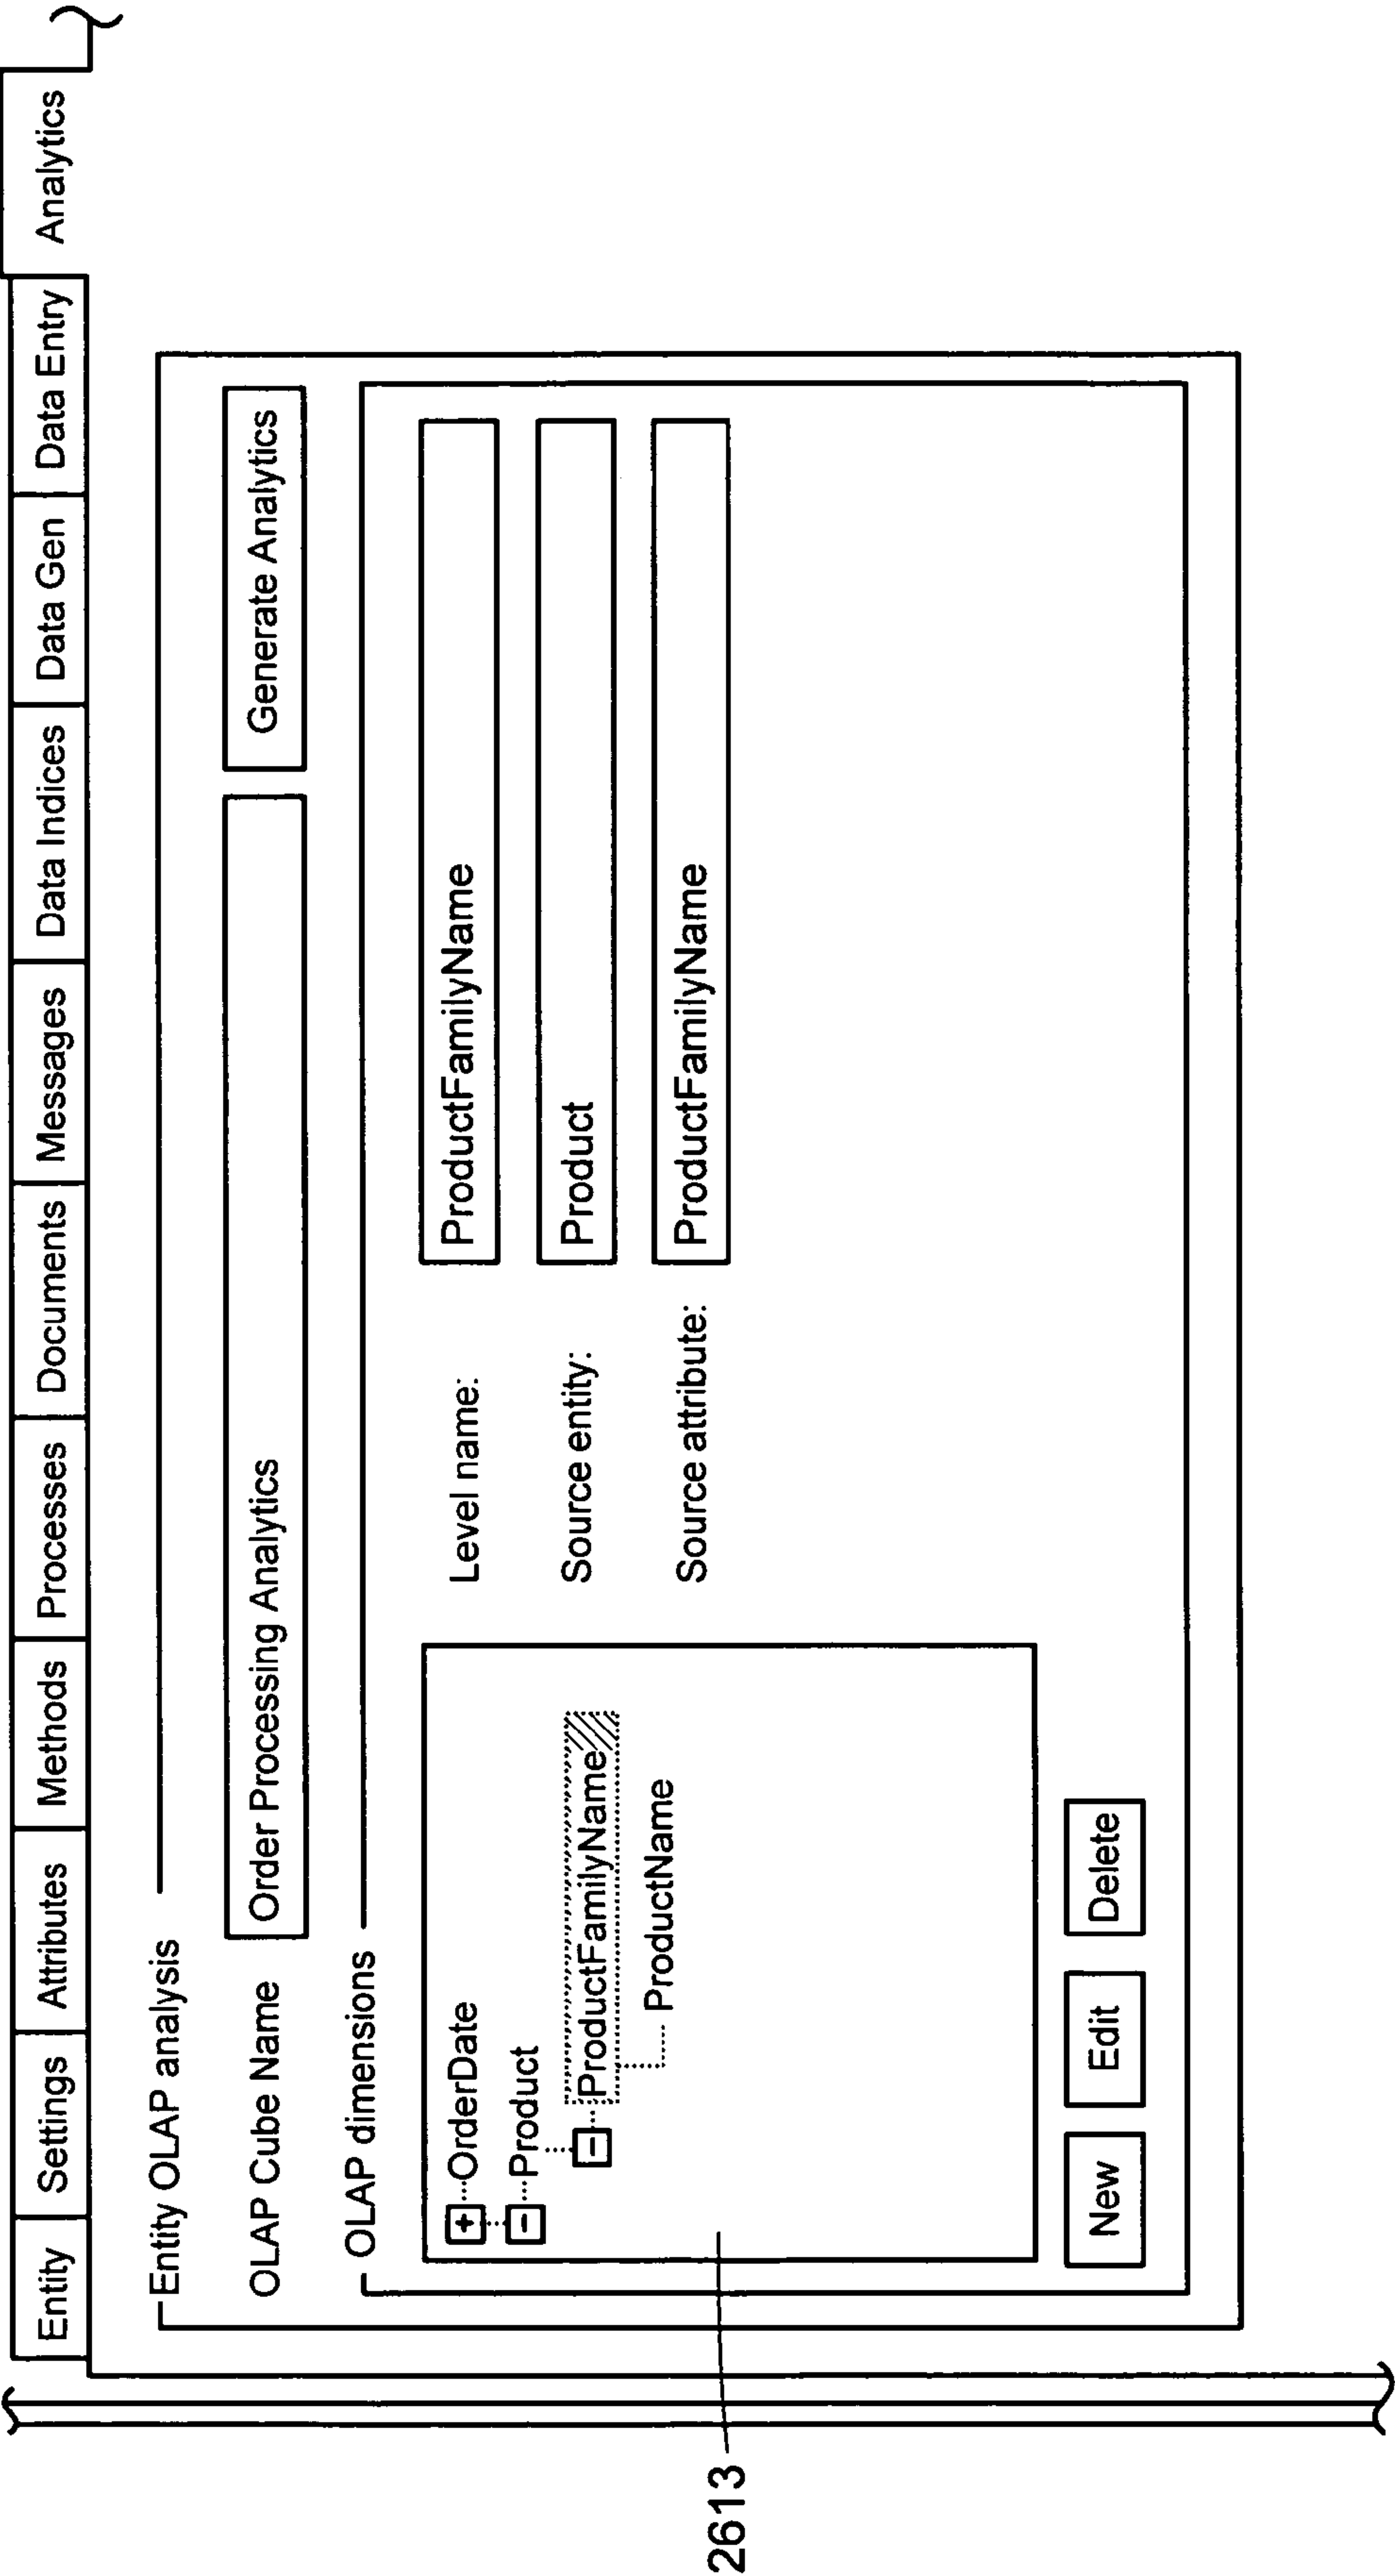 Entity Settings Attributes Methods Processes Documents Messages Data Indices Data Gen Data Entry Analytics
Entity OLAP analysis
OLAP Cube Name Order Processing Analytics Generate Analytics
OLAP dimensions
+ OrderDate
- Product
- ProductFamilyName
ProductName
Level name: ProductFamilyName
Source entity: Product
Source attribute: ProductFamilyName
New Edit Delete
2613